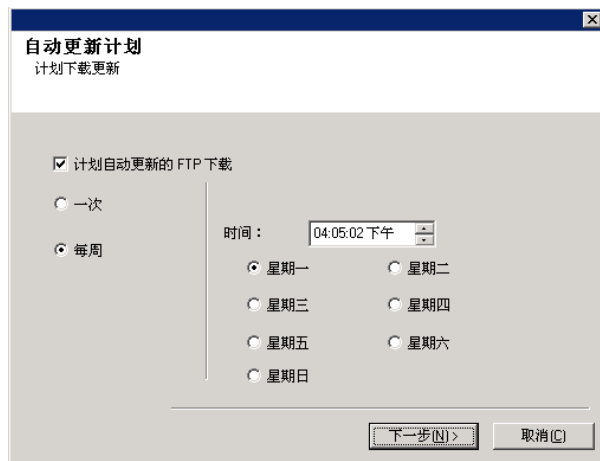 自动更新计划
计划下载更新
计划自动更新的 FTP 下载
一次
时间： 04:05:02 下午
每周
星期一 星期二
星期三 星期四
星期五 星期六
星期日
下一步(N) > 取消(C)